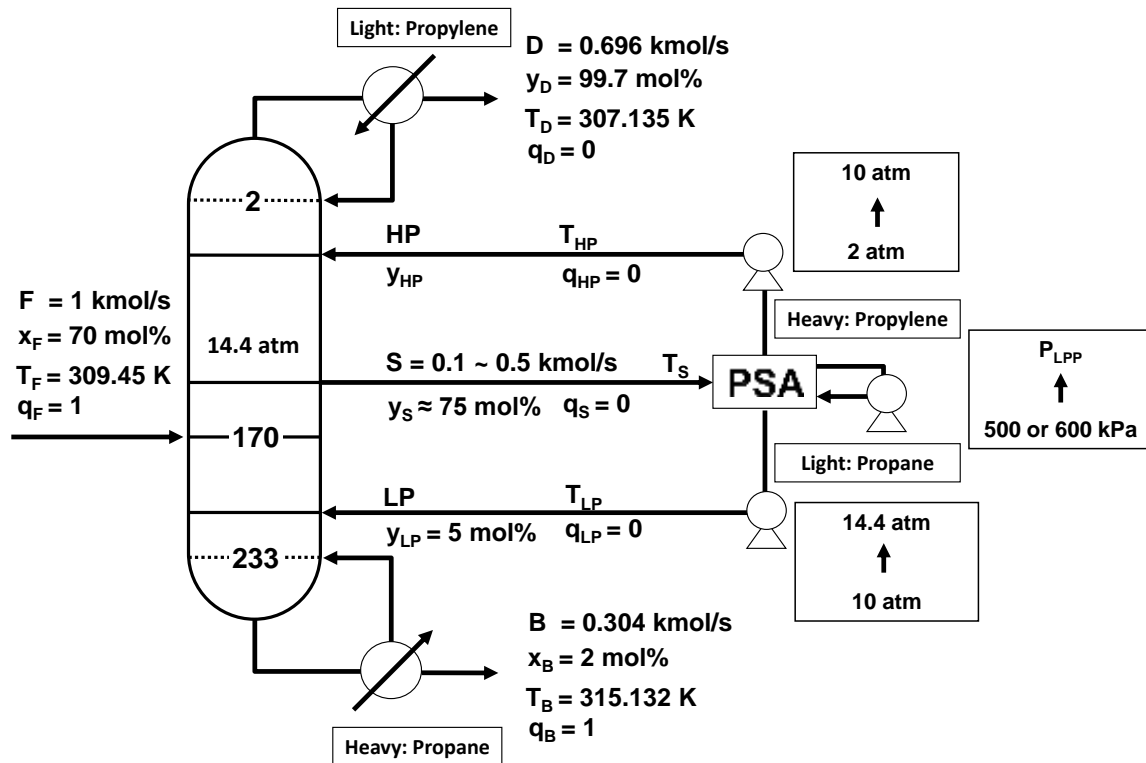 Light: Propylene
D = 0.696 kmol/s
y_D = 99.7 mol%
T_D = 307.135 K
q_D = 0
2
10 atm
2 atm
HP
T_HP
y_HP
q_HP = 0
Heavy: Propylene
F = 1 kmol/s
x_F = 70 mol%
T_F = 309.45 K
q_F = 1
14.4 atm
S = 0.1 ~ 0.5 kmol/s
T_S
y_S ≈ 75 mol%
q_S = 0
PSA
P_LPP
500 or 600 kPa
170
Light: Propane
LP
T_LP
y_LP = 5 mol%
q_LP = 0
14.4 atm
10 atm
233
B = 0.304 kmol/s
x_B = 2 mol%
T_B = 315.132 K
q_B = 1
Heavy: Propane